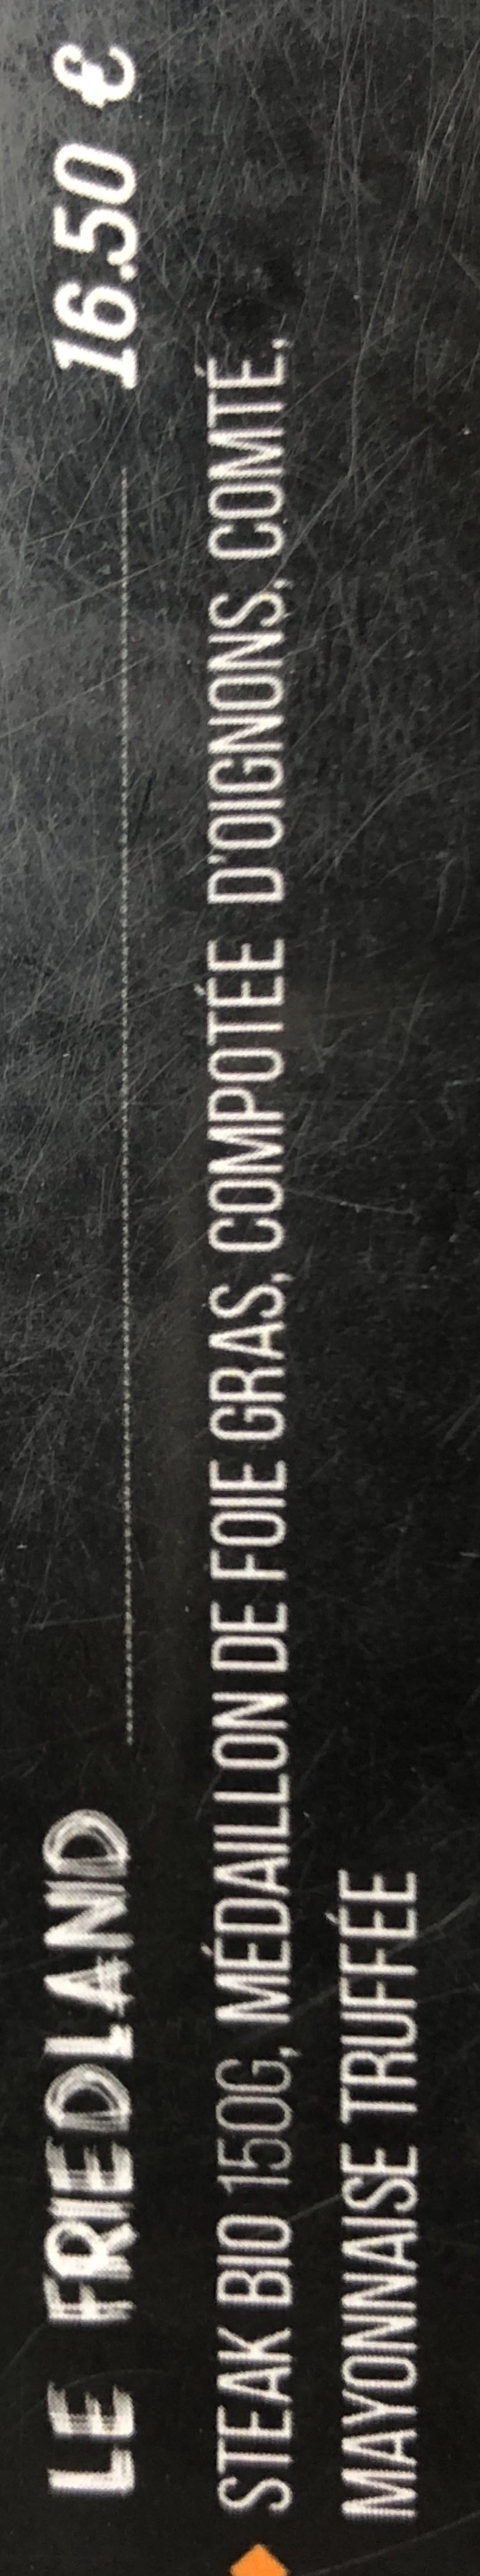 LE FRIEDLAND 16.50 €
STEAK BIO 150G, MÉDAILLON DE FOIE GRAS, COMPOTÉE D'OIGNONS, COMTÉ,
MAYONNAISE TRUFFÉE